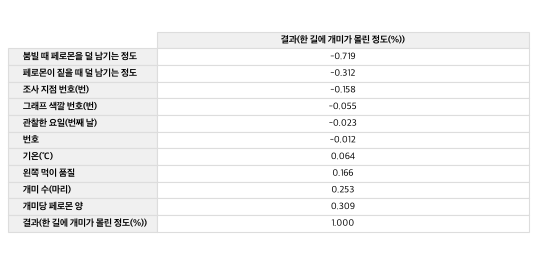 결과(한 길에 개미가 몰린 정도(%))
붐빌 때 페로몬을 덜 남기는 정도 -0.719
페로몬이 짙을 때 덜 남기는 정도 -0.312
조사 지점 번호(번) -0.158
그래프 색깔 번호(번) -0.055
관찰한 요일(번째 날) -0.023
번호 -0.012
기온(℃) 0.064
왼쪽 먹이 품질 0.166
개미 수(마리) 0.253
개미당 페로몬 양 0.309
결과(한 길에 개미가 몰린 정도(%)) 1.000